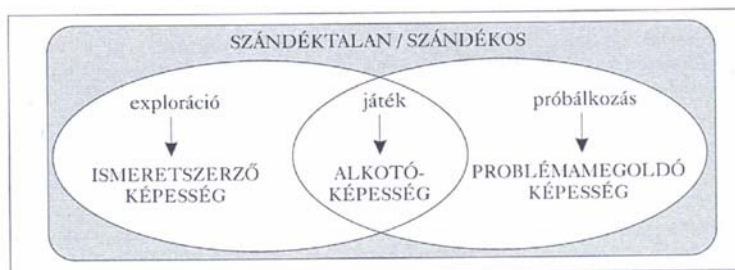 SZÁNDÉKTALAN / SZÁNDÉKOS
exploráció játék próbálkozás
ISMERETSZERZŐ ALKOTÓ- PROBLÉMAMEGOLDÓ
KÉPESSÉG KÉPESSÉG KÉPESSÉG